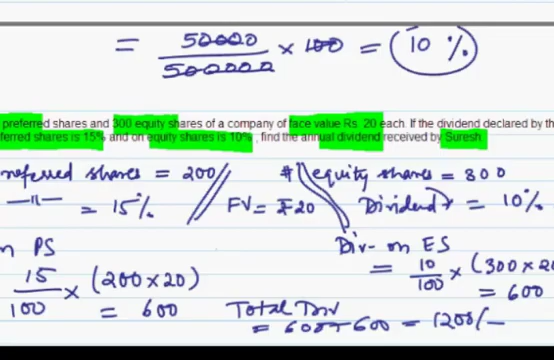 = 50000 / 500000 × 100 = 10 %
preferred shares and 300 equity shares of a company of face value Rs. 20 each. If the dividend declared by th
ferred shares is 15% and on equity shares is 10% , find the annual dividend received by Suresh.
referred shares = 200
# equity shares = 300
—11— = 15%
FV = ₹20
Dividend = 10%
n PS
Div- on ES
15/100 × (200×20)
= 10/100 × (300×20
= 600
= 600
Total Div
= 600+600 = 1200/-